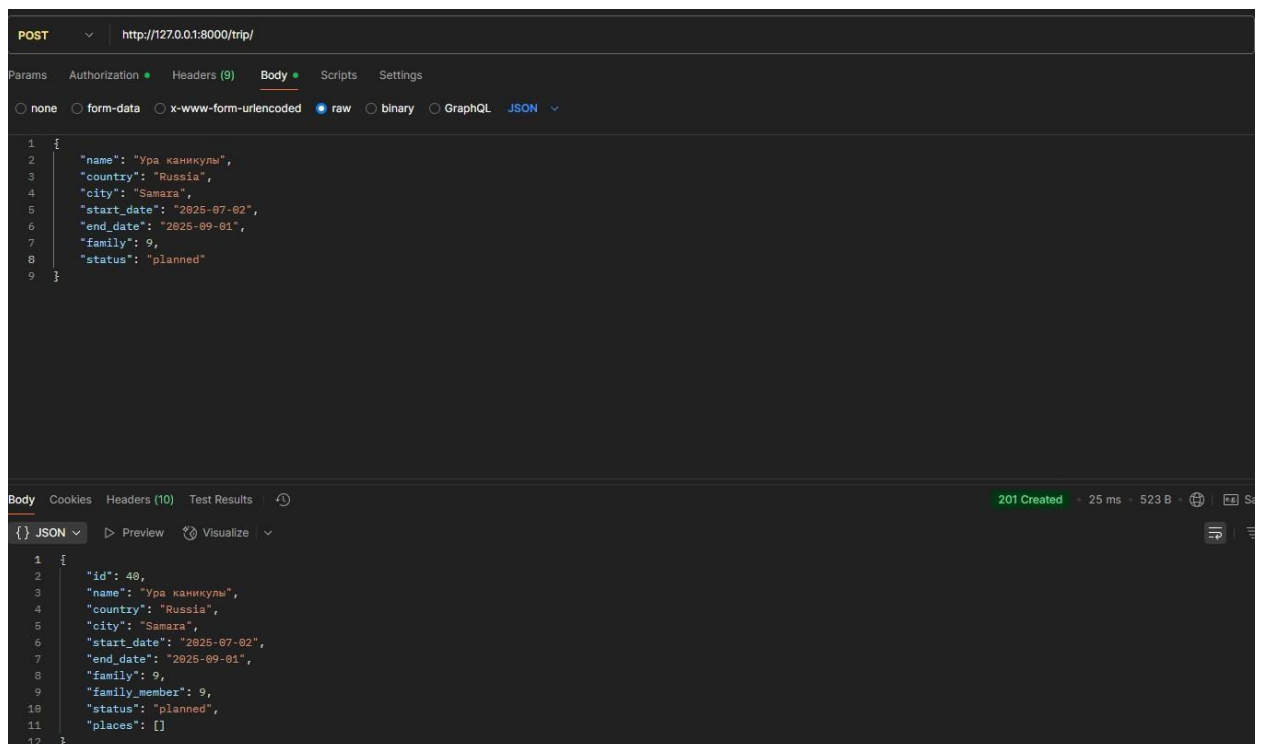 POST http://127.0.0.1:8000/trip/
Params Authorization Headers (9) Body Scripts Settings
none form-data x-www-form-urlencoded raw binary GraphQL JSON
1 {
2 "name": "Ура каникулы",
3 "country": "Russia",
4 "city": "Samara",
5 "start_date": "2025-07-02",
6 "end_date": "2025-09-01",
7 "family": 9,
8 "status": "planned"
9 }
Body Cookies Headers (10) Test Results 201 Created 25 ms 523 B e.g. Sa
{} JSON Preview Visualize
1 {
2 "id": 40,
3 "name": "Ура каникулы",
4 "country": "Russia",
5 "city": "Samara",
6 "start_date": "2025-07-02",
7 "end_date": "2025-09-01",
8 "family": 9,
9 "family_member": 9,
10 "status": "planned",
11 "places": []
12 }